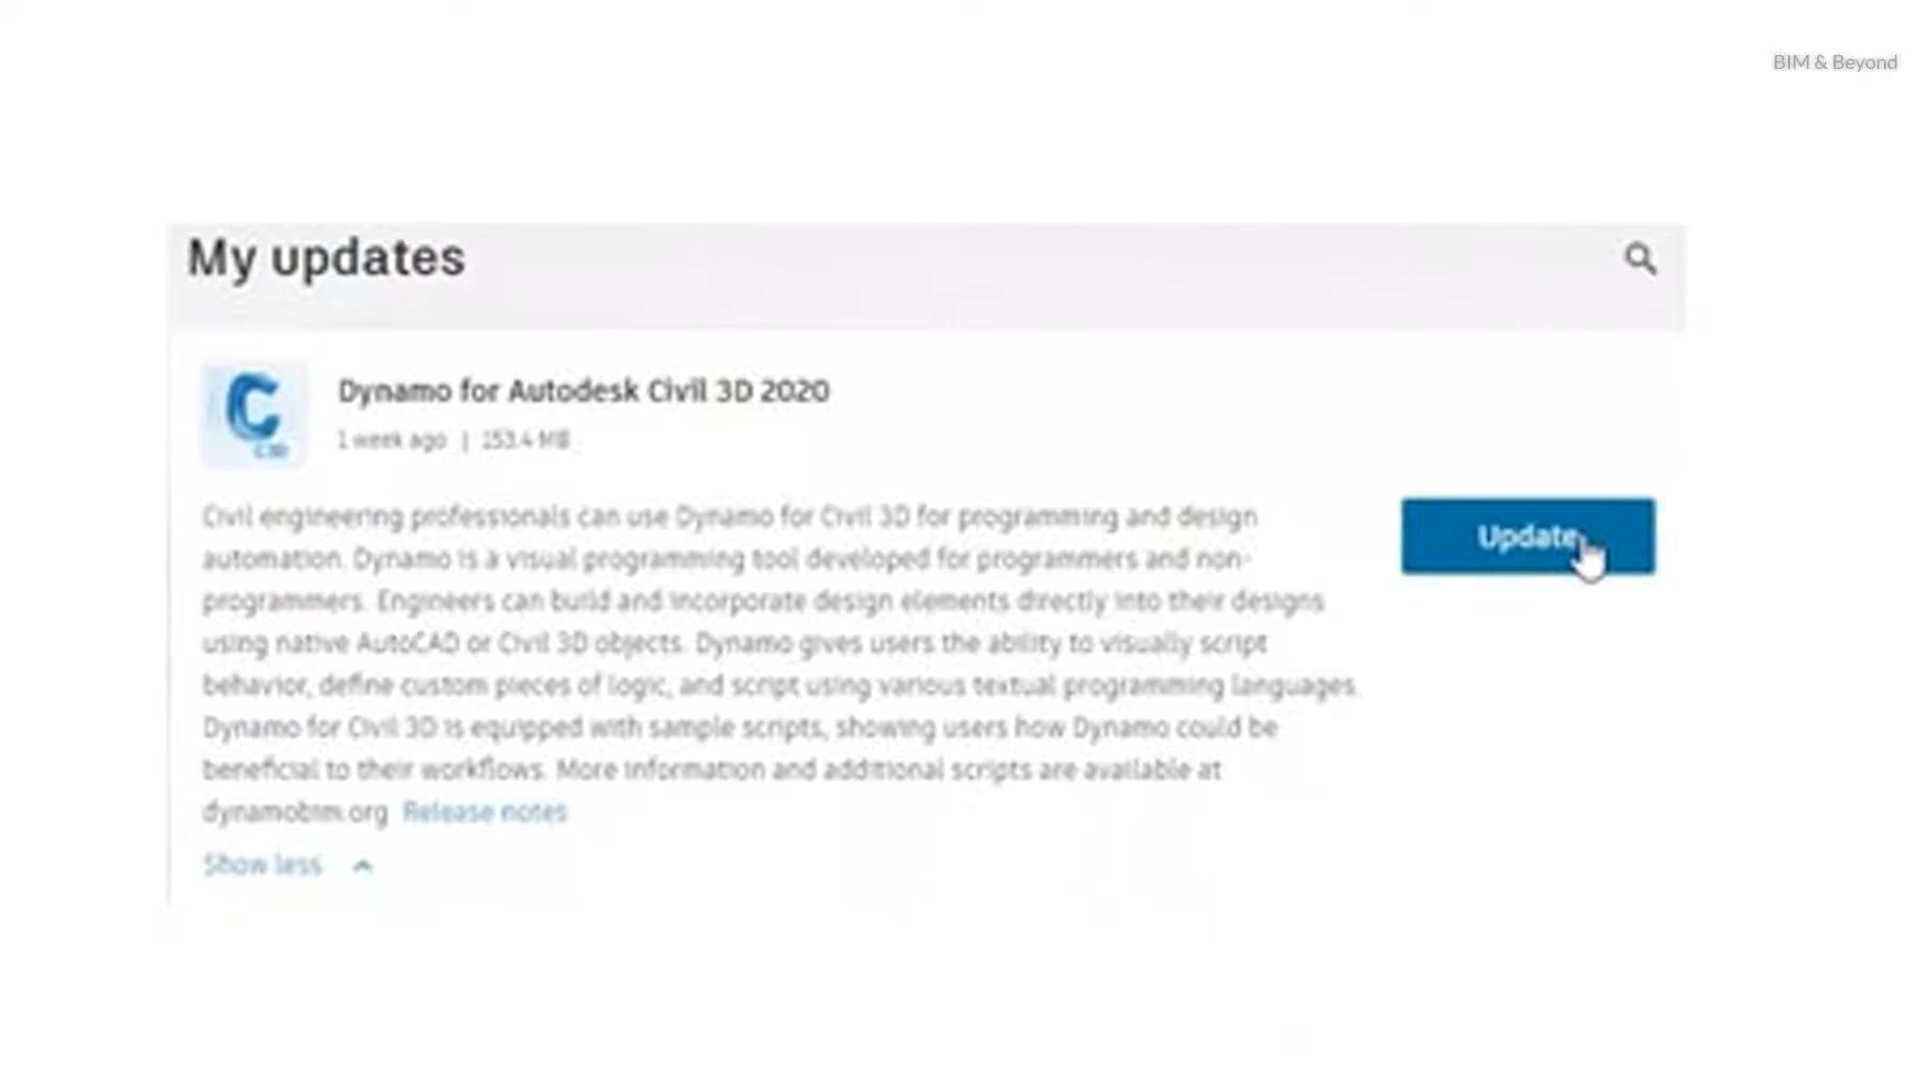 BIM & Beyond
My updates
Dynamo for Autodesk Civil 3D 2020
1 week ago | 153.4 MB
C3D
Civil engineering professionals can use Dynamo for Civil 3D for programming and design
automation. Dynamo is a visual programming tool developed for programmers and non-
programmers. Engineers can build and incorporate design elements directly into their designs
using native AutoCAD or Civil 3D objects. Dynamo gives users the ability to visually script
behavior, define custom pieces of logic, and script using various textual programming languages.
Dynamo for Civil 3D is equipped with sample scripts, showing users how Dynamo could be
beneficial to their workflows. More information and additional scripts are available at
dynamobim.org Release notes
Show less
Update